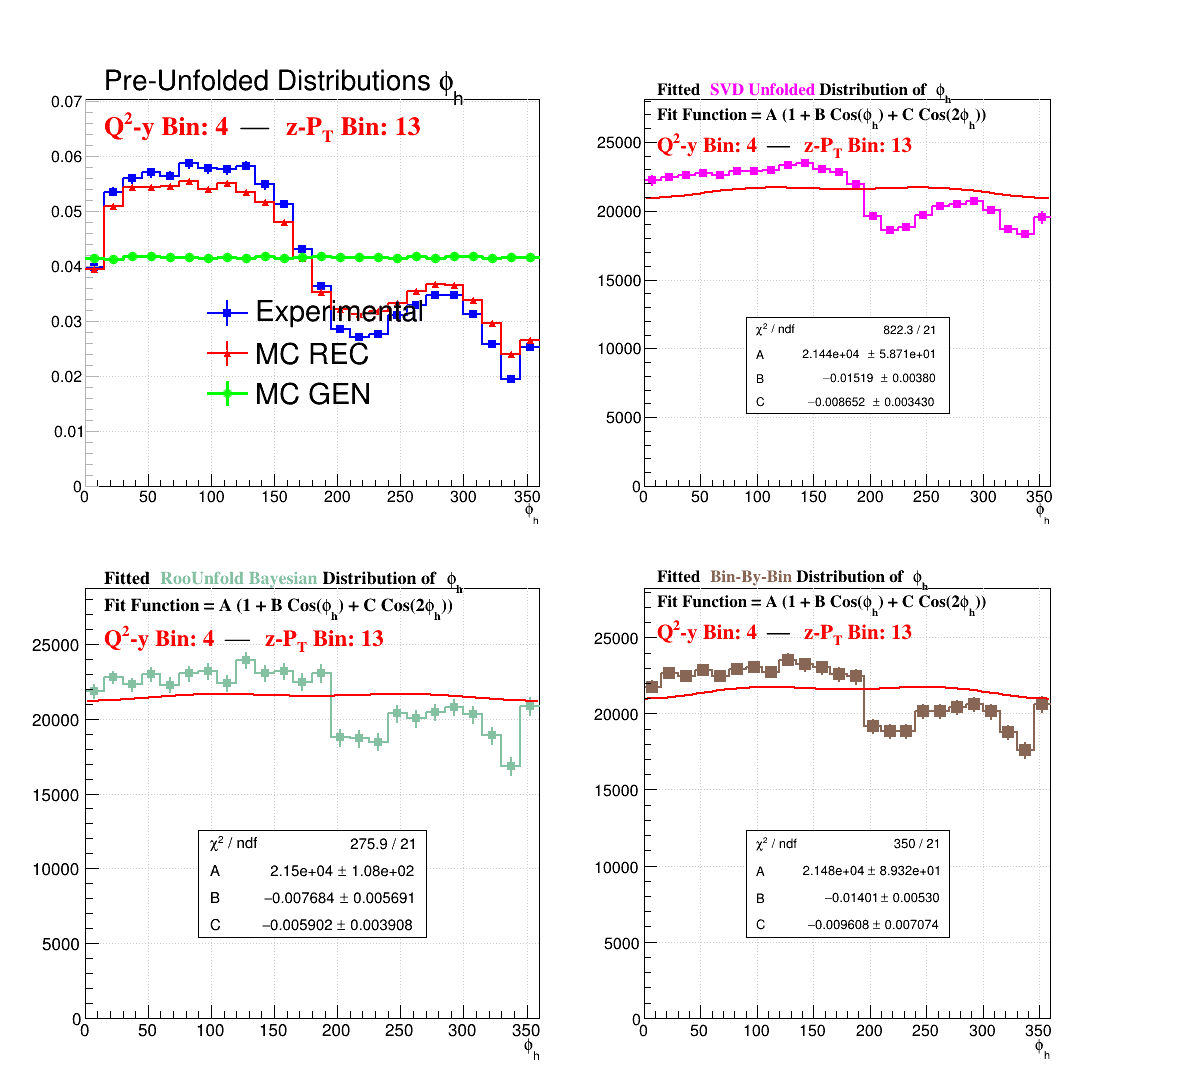 Pre-Unfolded Distributions ϕh
Q2-y Bin: 4 — z-PT Bin: 13
0.07
0.06
0.05
0.04
0.03
0.02
0.01
0
Experimental
MC REC
MC GEN
0 50 100 150 200 250 300 350
ϕh
Fitted SVD Unfolded Distribution of ϕh
Fit Function = A (1 + B Cos(ϕh) + C Cos(2ϕh))
Q2-y Bin: 4 — z-PT Bin: 13
25000
20000
15000
10000
5000
0
χ2 / ndf 822.3 / 21
A 2.144e+04 ± 5.871e+01
B −0.01519 ± 0.00380
C −0.008652 ± 0.003430
0 50 100 150 200 250 300 350
ϕh
Fitted RooUnfold Bayesian Distribution of ϕh
Fit Function = A (1 + B Cos(ϕh) + C Cos(2ϕh))
Q2-y Bin: 4 — z-PT Bin: 13
25000
20000
15000
10000
5000
0
χ2 / ndf 275.9 / 21
A 2.15e+04 ± 1.08e+02
B −0.007684 ± 0.005691
C −0.005902 ± 0.003908
0 50 100 150 200 250 300 350
ϕh
Fitted Bin-By-Bin Distribution of ϕh
Fit Function = A (1 + B Cos(ϕh) + C Cos(2ϕh))
Q2-y Bin: 4 — z-PT Bin: 13
25000
20000
15000
10000
5000
0
χ2 / ndf 350 / 21
A 2.148e+04 ± 8.932e+01
B −0.01401 ± 0.00530
C −0.009608 ± 0.007074
0 50 100 150 200 250 300 350
ϕh